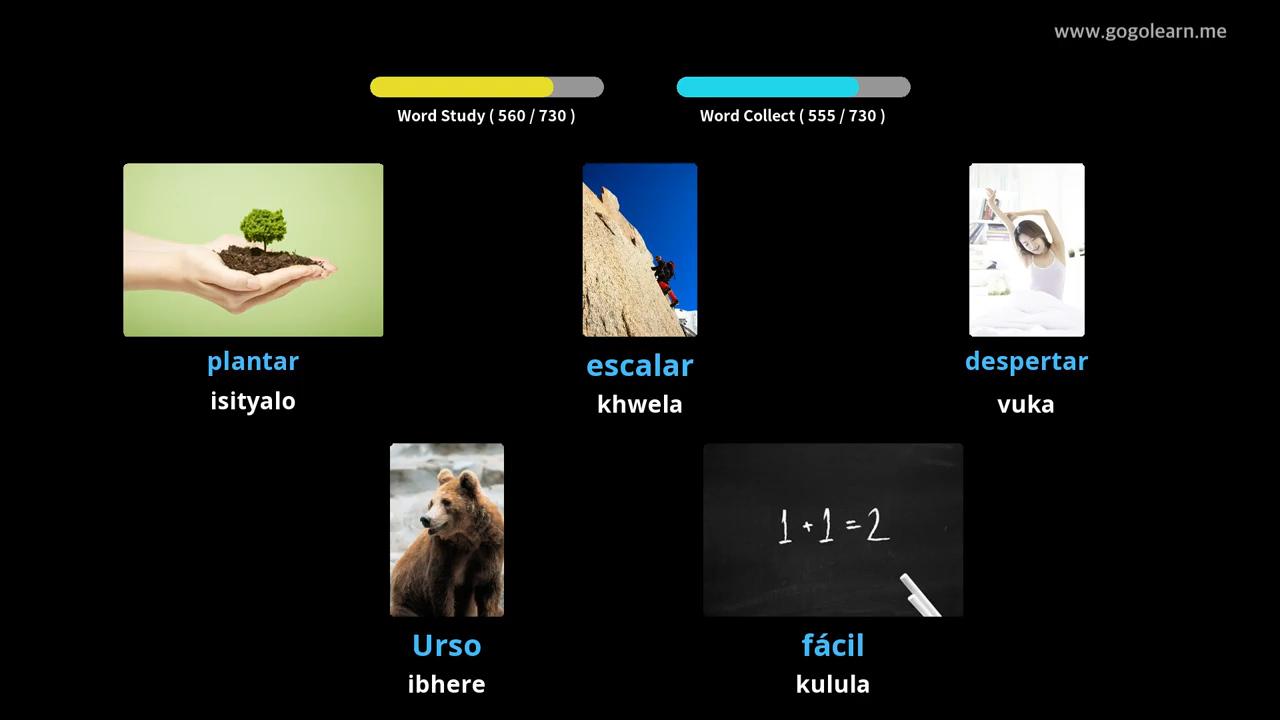 www.gogolearn.me
Word Study ( 560 / 730 )
Word Collect ( 555 / 730 )
plantar
isityalo
escalar
khwela
despertar
vuka
Urso
ibhere
1 + 1 = 2
fácil
kulula